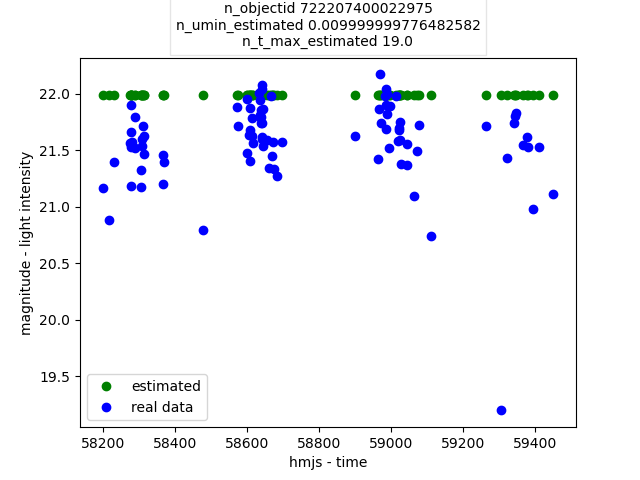 n_objectid 722207400022975
n_umin_estimated 0.009999999776482582
n_t_max_estimated 19.0
22.0
21.5
21.0
20.5
20.0
19.5
magnitude - light intensity
estimated
real data
58200 58400 58600 58800 59000 59200 59400
hmjs - time